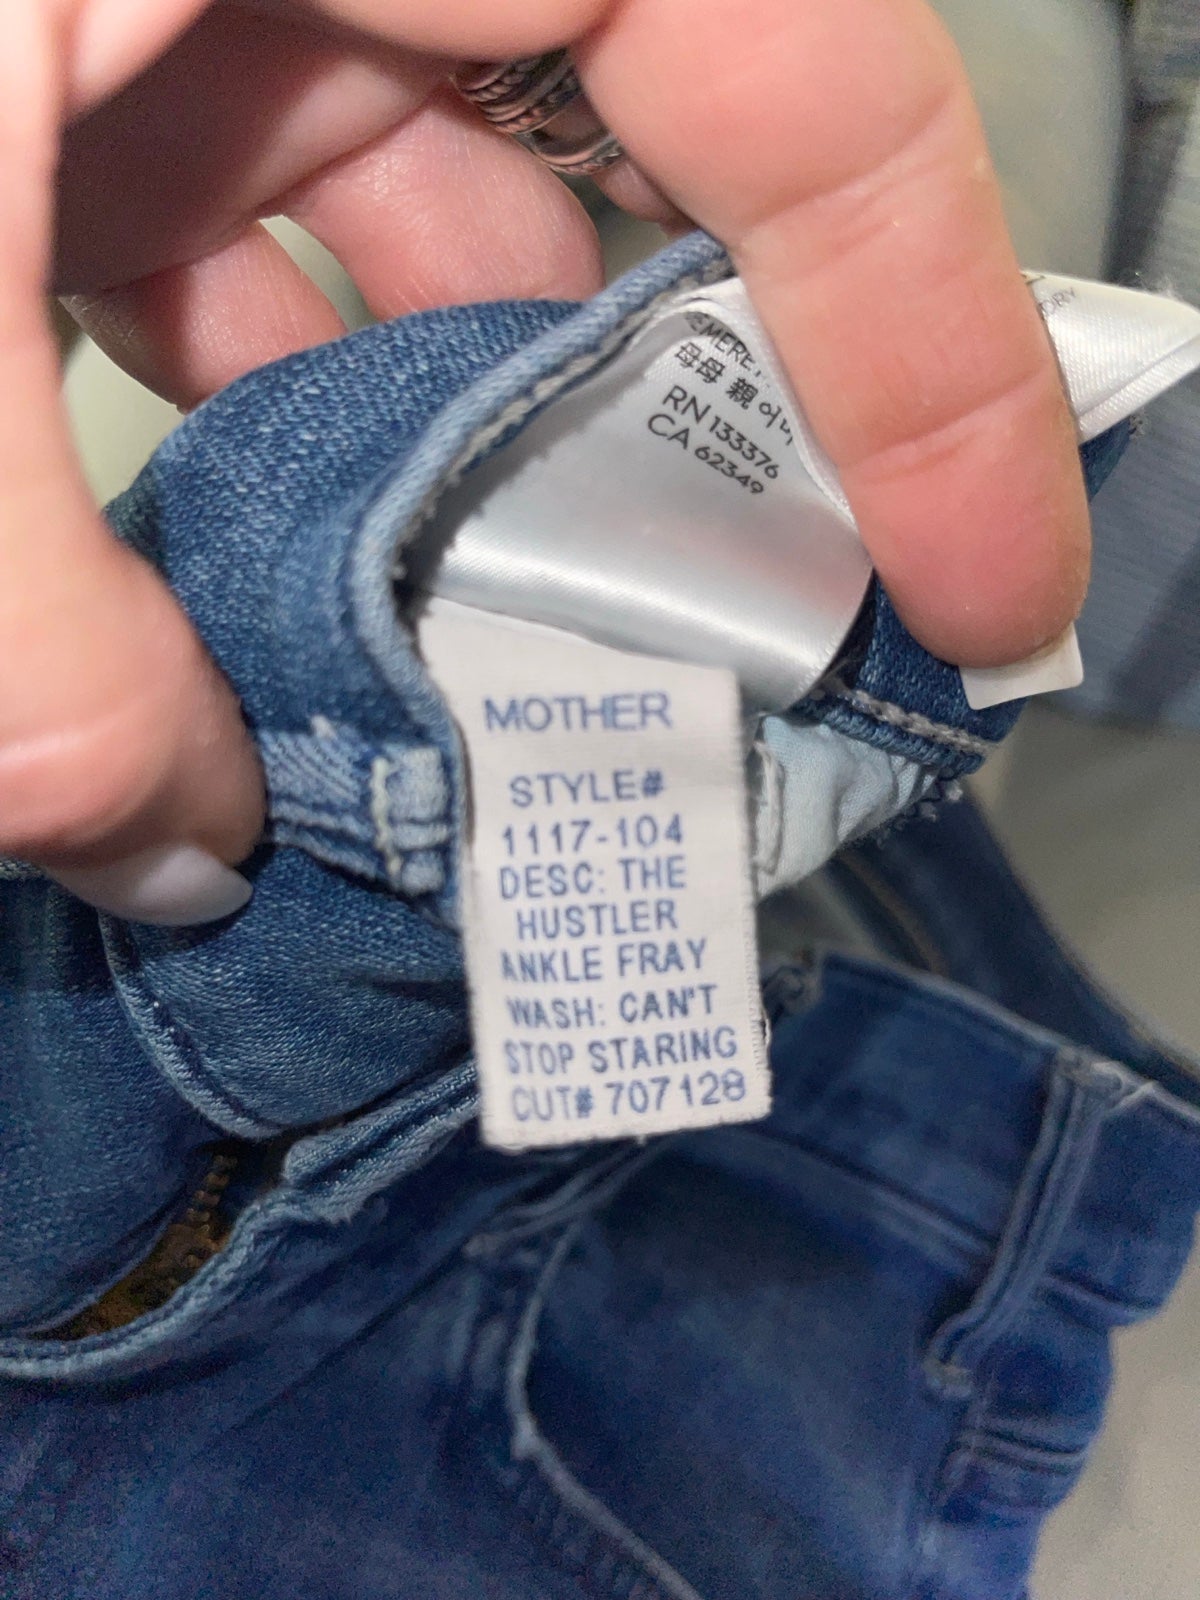 母母 親 어머
RN 133376
CA 62349
DRY
MOTHER
STYLE#
1117-104
DESC: THE
HUSTLER
ANKLE FRAY
WASH: CAN'T
STOP STARING
CUT# 707128